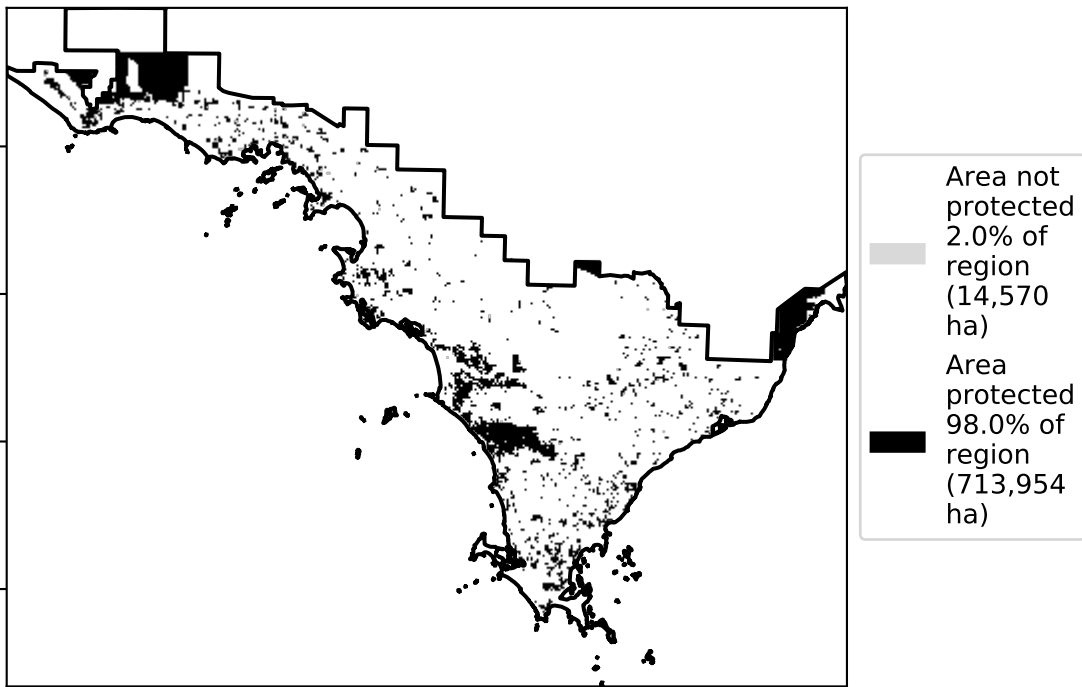 Area not
protected
2.0% of
region
(14,570
ha)
Area
protected
98.0% of
region
(713,954
ha)